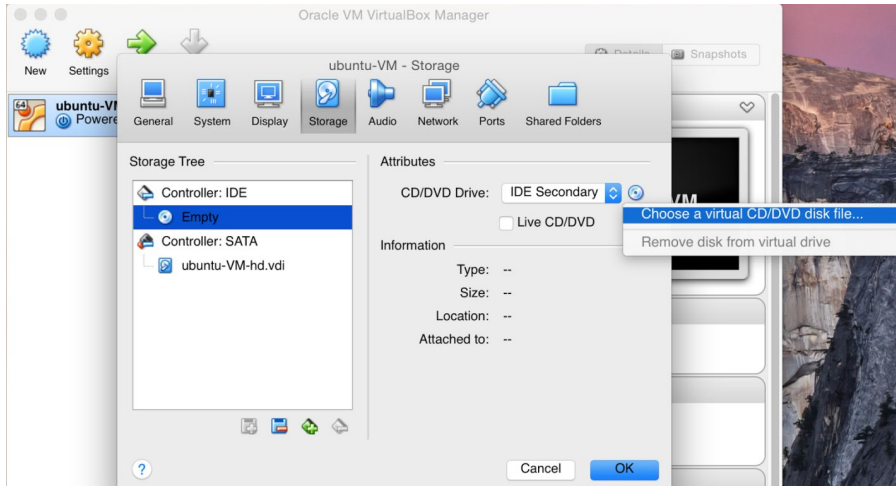 Oracle VM VirtualBox Manager
New
Settings
Details
Snapshots
64
ubuntu-VM
Powere
ubuntu-VM - Storage
General
System
Display
Storage
Audio
Network
Ports
Shared Folders
Storage Tree
Controller: IDE
Empty
Controller: SATA
ubuntu-VM-hd.vdi
Attributes
CD/DVD Drive:
IDE Secondary
Live CD/DVD
Information
Type: --
Size: --
Location: --
Attached to: --
VM
Choose a virtual CD/DVD disk file...
Remove disk from virtual drive
?
Cancel
OK